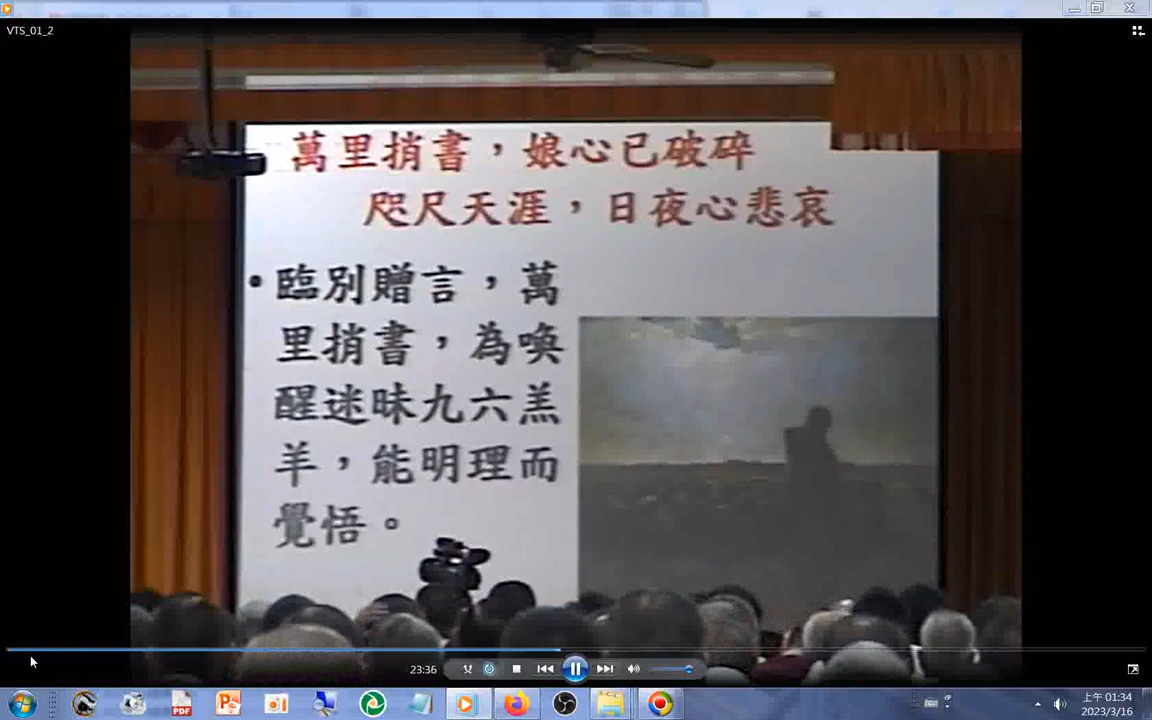 VTS_01_2
萬里捎書，娘心已破碎
咫尺天涯，日夜心悲哀
•臨別贈言，萬
里捎書，為喚
醒迷昧九六羔
羊，能明理而
覺悟。
23:36
PDF
上午 01:34
2023/3/16